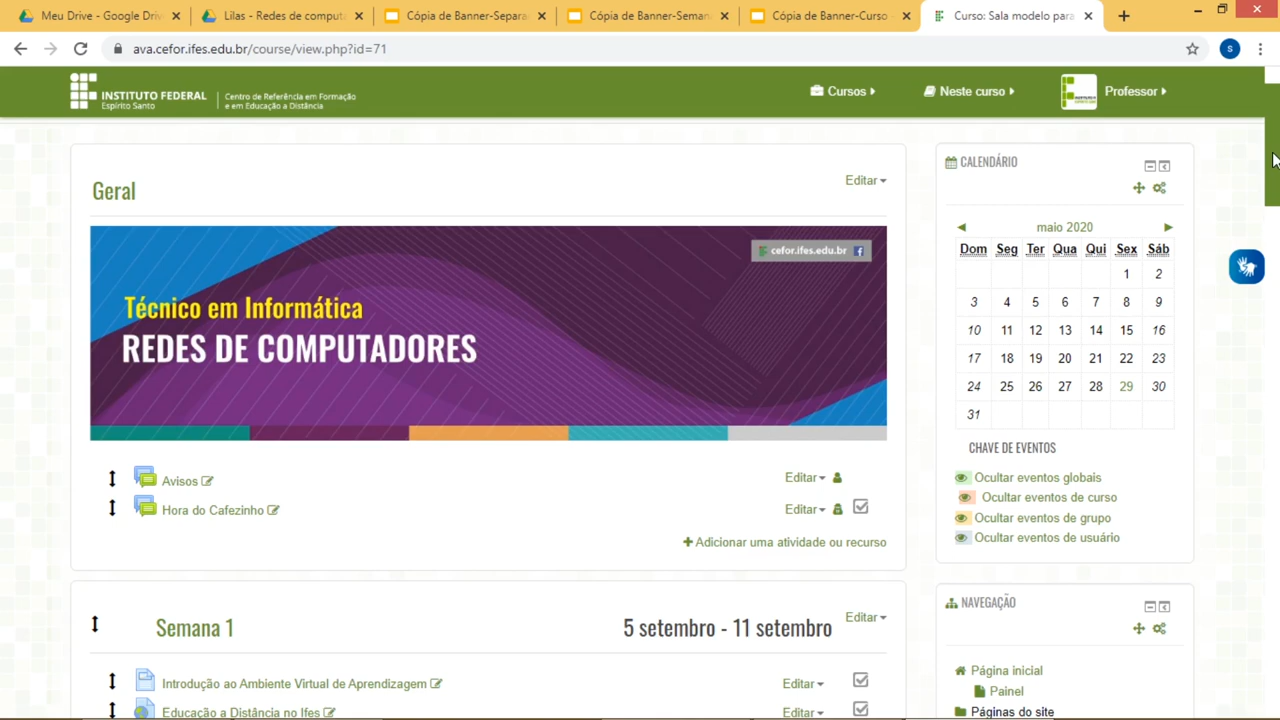 Meu Drive - Google Driv
Lilas - Redes de computa
Cópia de Banner-Separa
Cópia de Banner-Seman
Cópia de Banner-Curso -
Curso: Sala modelo para
ava.cefor.ifes.edu.br/course/view.php?id=71
S
INSTITUTO FEDERAL
Espírito Santo
Centro de Referência em Formação
e em Educação a Distância
Cursos
Neste curso
Professor
Geral
Editar
cefor.ifes.edu.br
Técnico em Informática
REDES DE COMPUTADORES
Avisos
Editar
Hora do Cafezinho
Editar
Adicionar uma atividade ou recurso
Semana 1
5 setembro - 11 setembro
Editar
Introdução ao Ambiente Virtual de Aprendizagem
Editar
Educação a Distância no Ifes
Editar
CALENDÁRIO
maio 2020
Dom Seg Ter Qua Qui Sex Sáb
1 2
3 4 5 6 7 8 9
10 11 12 13 14 15 16
17 18 19 20 21 22 23
24 25 26 27 28 29 30
31
CHAVE DE EVENTOS
Ocultar eventos globais
Ocultar eventos de curso
Ocultar eventos de grupo
Ocultar eventos de usuário
NAVEGAÇÃO
Página inicial
Painel
Páginas do site